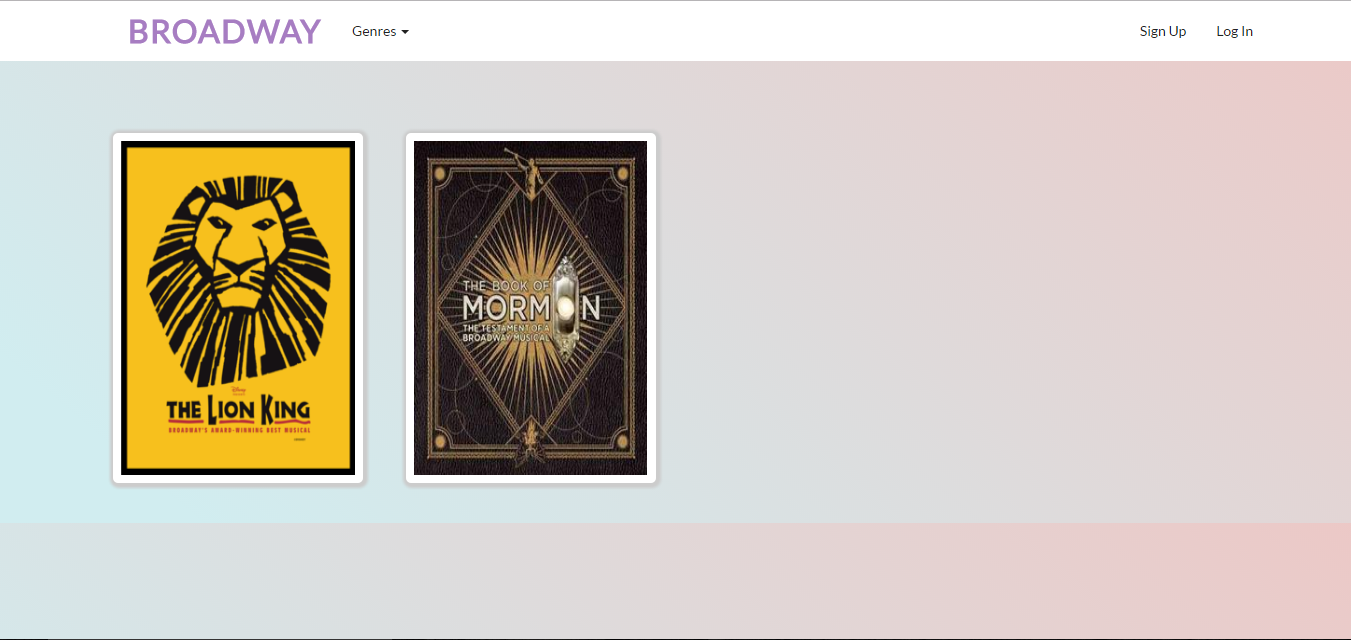 BROADWAY
Genres
Sign Up
Log In
Disney
THE LION KING
BROADWAY'S AWARD-WINNING BEST MUSICAL
THE BOOK OF
MORM N
THE TESTAMENT OF A
BROADWAY MUSICAL